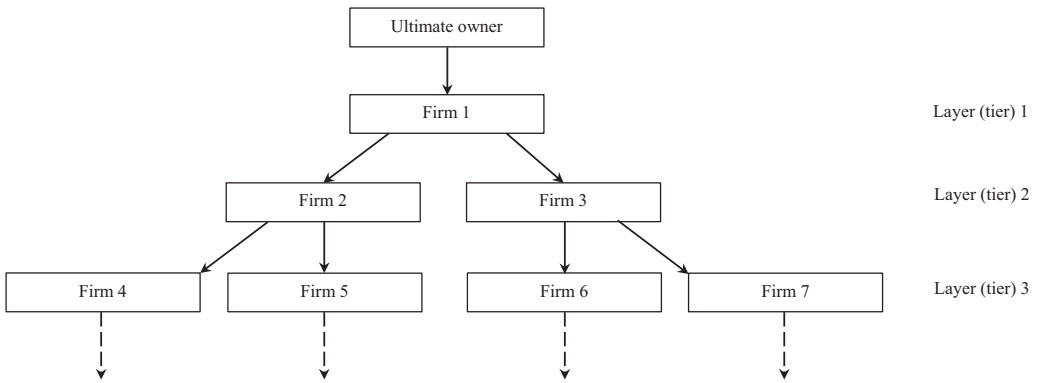 Ultimate owner
Firm 1
Layer (tier) 1
Firm 2
Firm 3
Layer (tier) 2
Firm 4
Firm 5
Firm 6
Firm 7
Layer (tier) 3